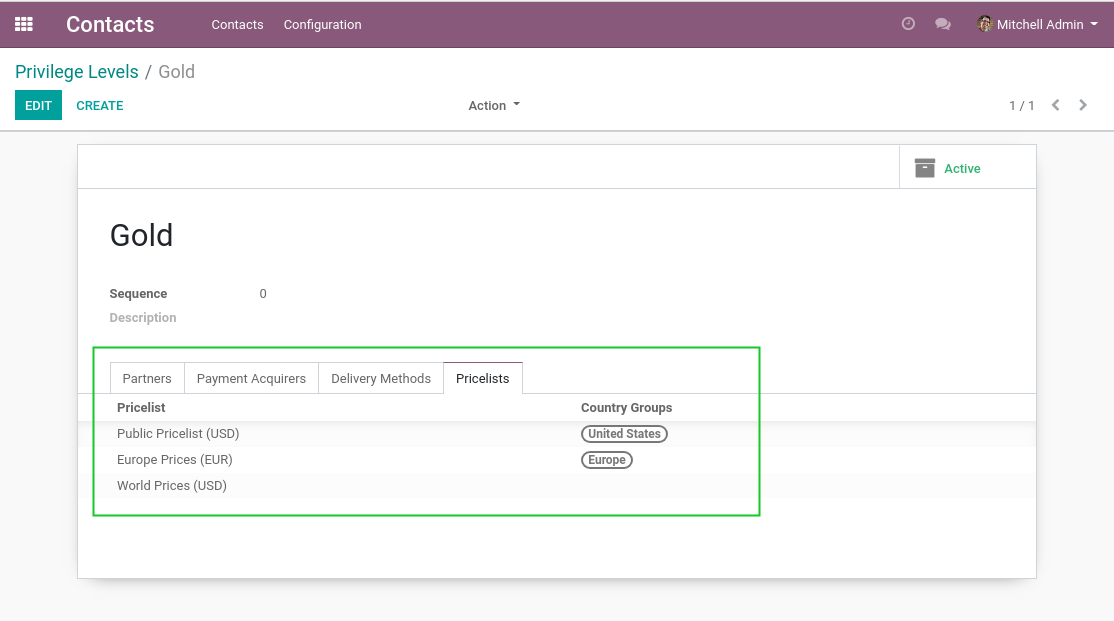 Contacts Contacts Configuration Mitchell Admin
Privilege Levels / Gold
EDIT CREATE Action 1 / 1
Active
Gold
Sequence 0
Description
Partners Payment Acquirers Delivery Methods Pricelists
Pricelist Country Groups
Public Pricelist (USD) United States
Europe Prices (EUR) Europe
World Prices (USD)